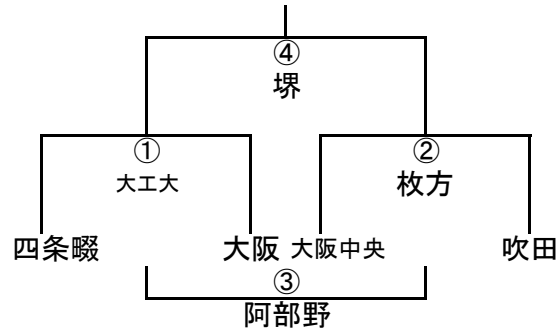 ④
堺
① ②
大工大 枚方
四条畷 大阪 大阪中央 吹田
③
阿部野